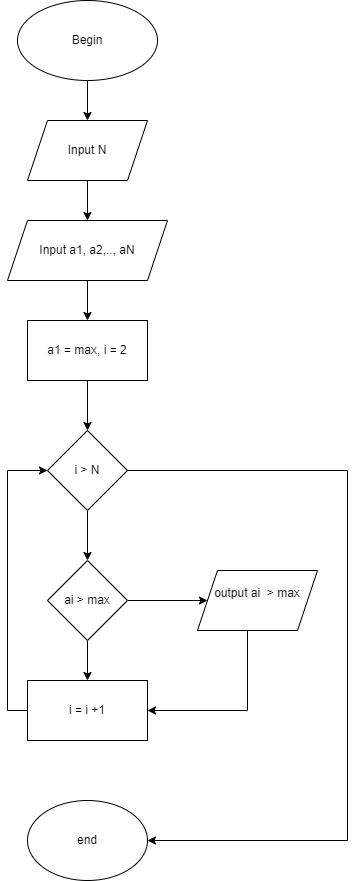 Begin
Input N
Input a1, a2,.., aN
a1 = max, i = 2
i > N
ai > max
output ai  > max
i = i +1
end